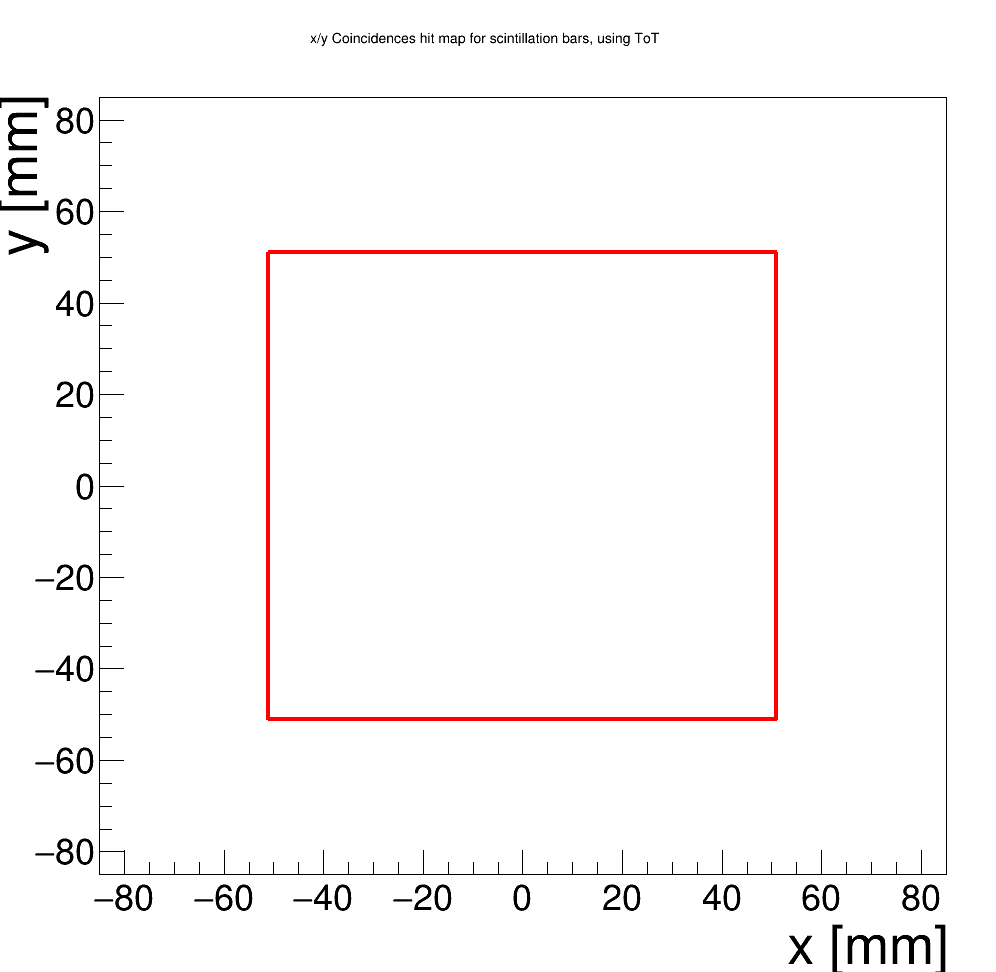 x/y Coincidences hit map for scintillation bars, using ToT
y [mm]
80
60
40
20
0
−20
−40
−60
−80
−80 −60 −40 −20 0 20 40 60 80
x [mm]